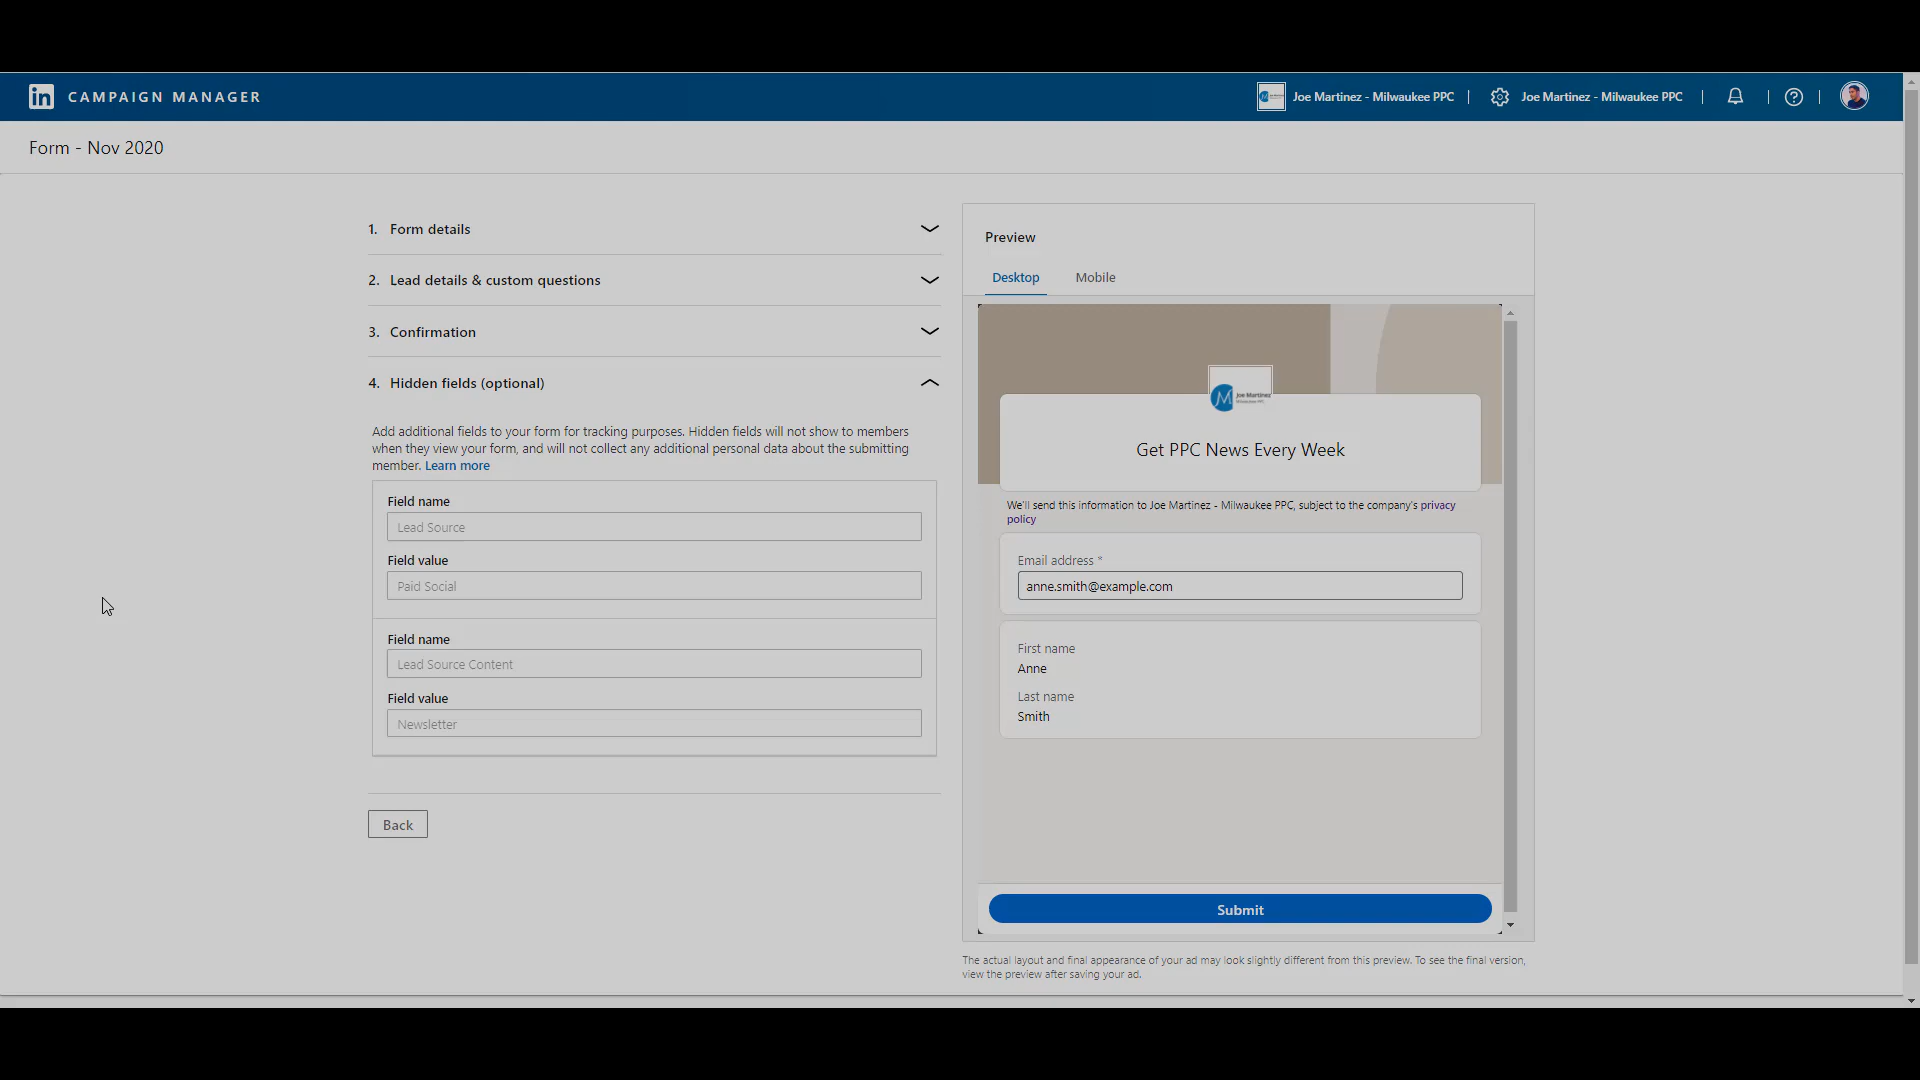 in CAMPAIGN MANAGER
Joe Martinez - Milwaukee PPC
Joe Martinez - Milwaukee PPC
Form - Nov 2020
1. Form details
2. Lead details & custom questions
3. Confirmation
4. Hidden fields (optional)
Add additional fields to your form for tracking purposes. Hidden fields will not show to members
when they view your form, and will not collect any additional personal data about the submitting
member. Learn more
Field name
Lead Source
Field value
Paid Social
Field name
Lead Source Content
Field value
Newsletter
Back
Preview
Desktop
Mobile
M Joe Martinez
Milwaukee PPC
Get PPC News Every Week
We'll send this information to Joe Martinez - Milwaukee PPC, subject to the company's privacy
policy
Email address *
anne.smith@example.com
First name
Anne
Last name
Smith
Submit
The actual layout and final appearance of your ad may look slightly different from this preview. To see the final version,
view the preview after saving your ad.